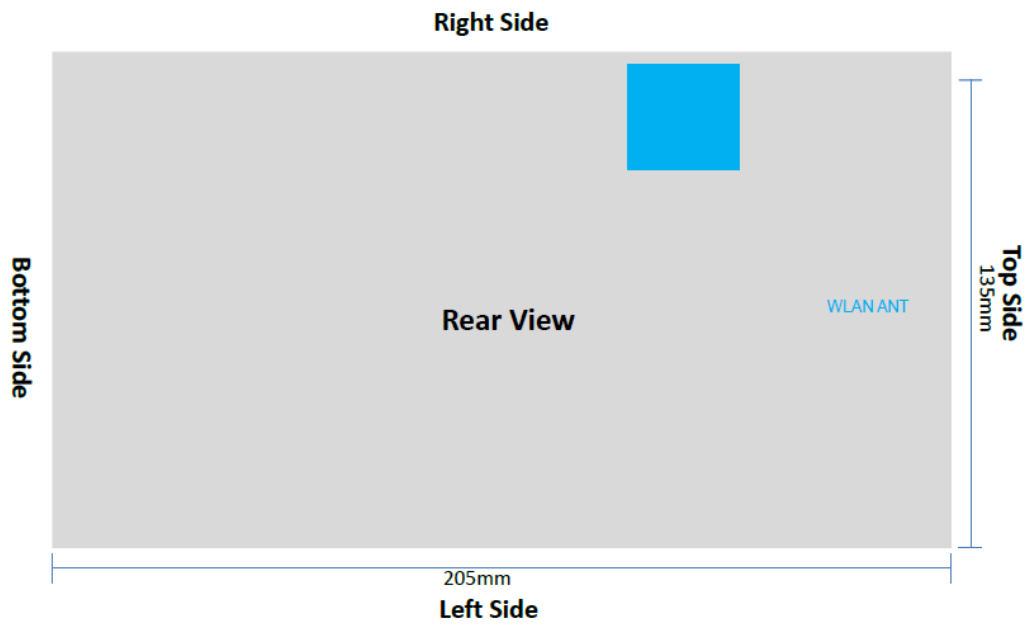 Right Side
Bottom Side
Rear View
WLAN ANT
Top Side
135mm
205mm
Left Side